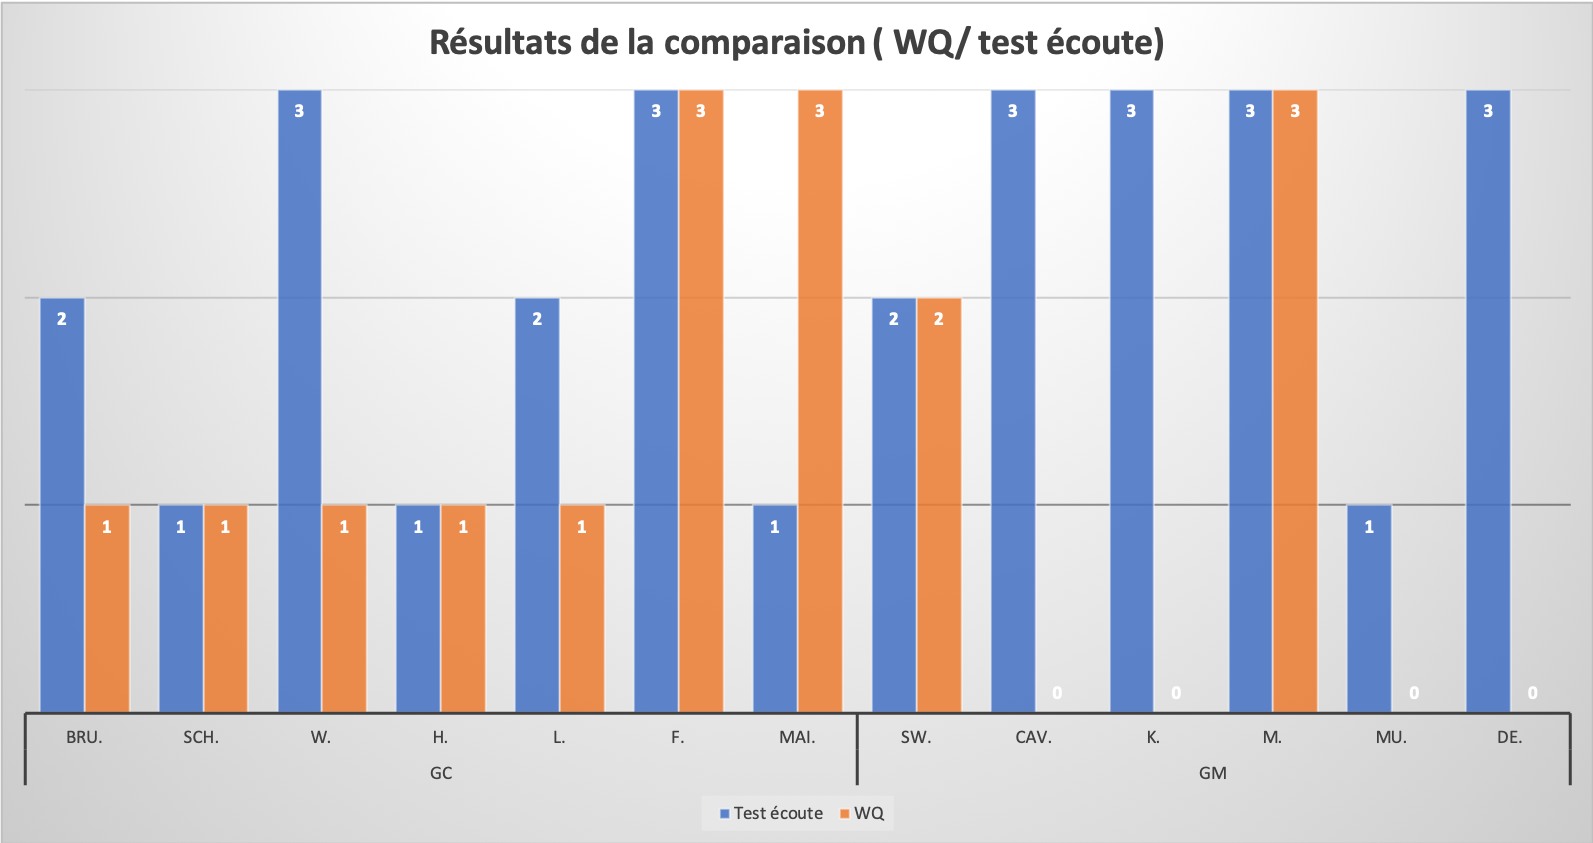 Résultats de la comparaison ( WQ/ test écoute)
3 3 3 3 3 3 3 3 3
2 2 2 2
1 1 1 1 1 1 1 1 1
0 0 0 0
BRU. SCH. W. H. L. F. MAI. SW. CAV. K. M. MU. DE.
GC GM
Test écoute WQ